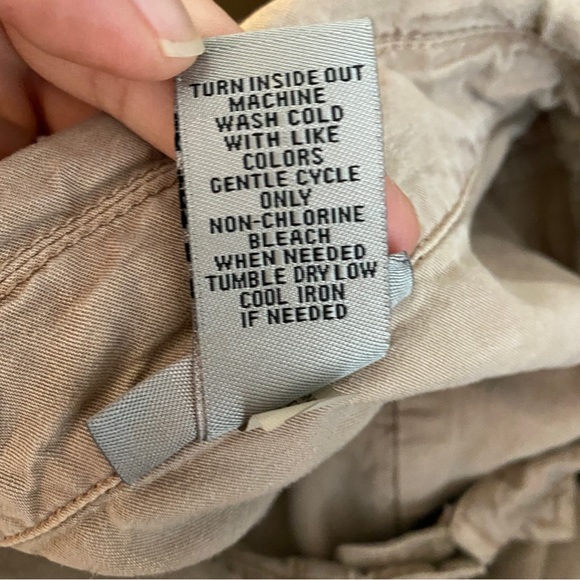 TURN INSIDE OUT
MACHINE
WASH COLD
WITH LIKE
COLORS
GENTLE CYCLE
ONLY
NON-CHLORINE
BLEACH
WHEN NEEDED
TUMBLE DRY LOW
COOL IRON
IF NEEDED